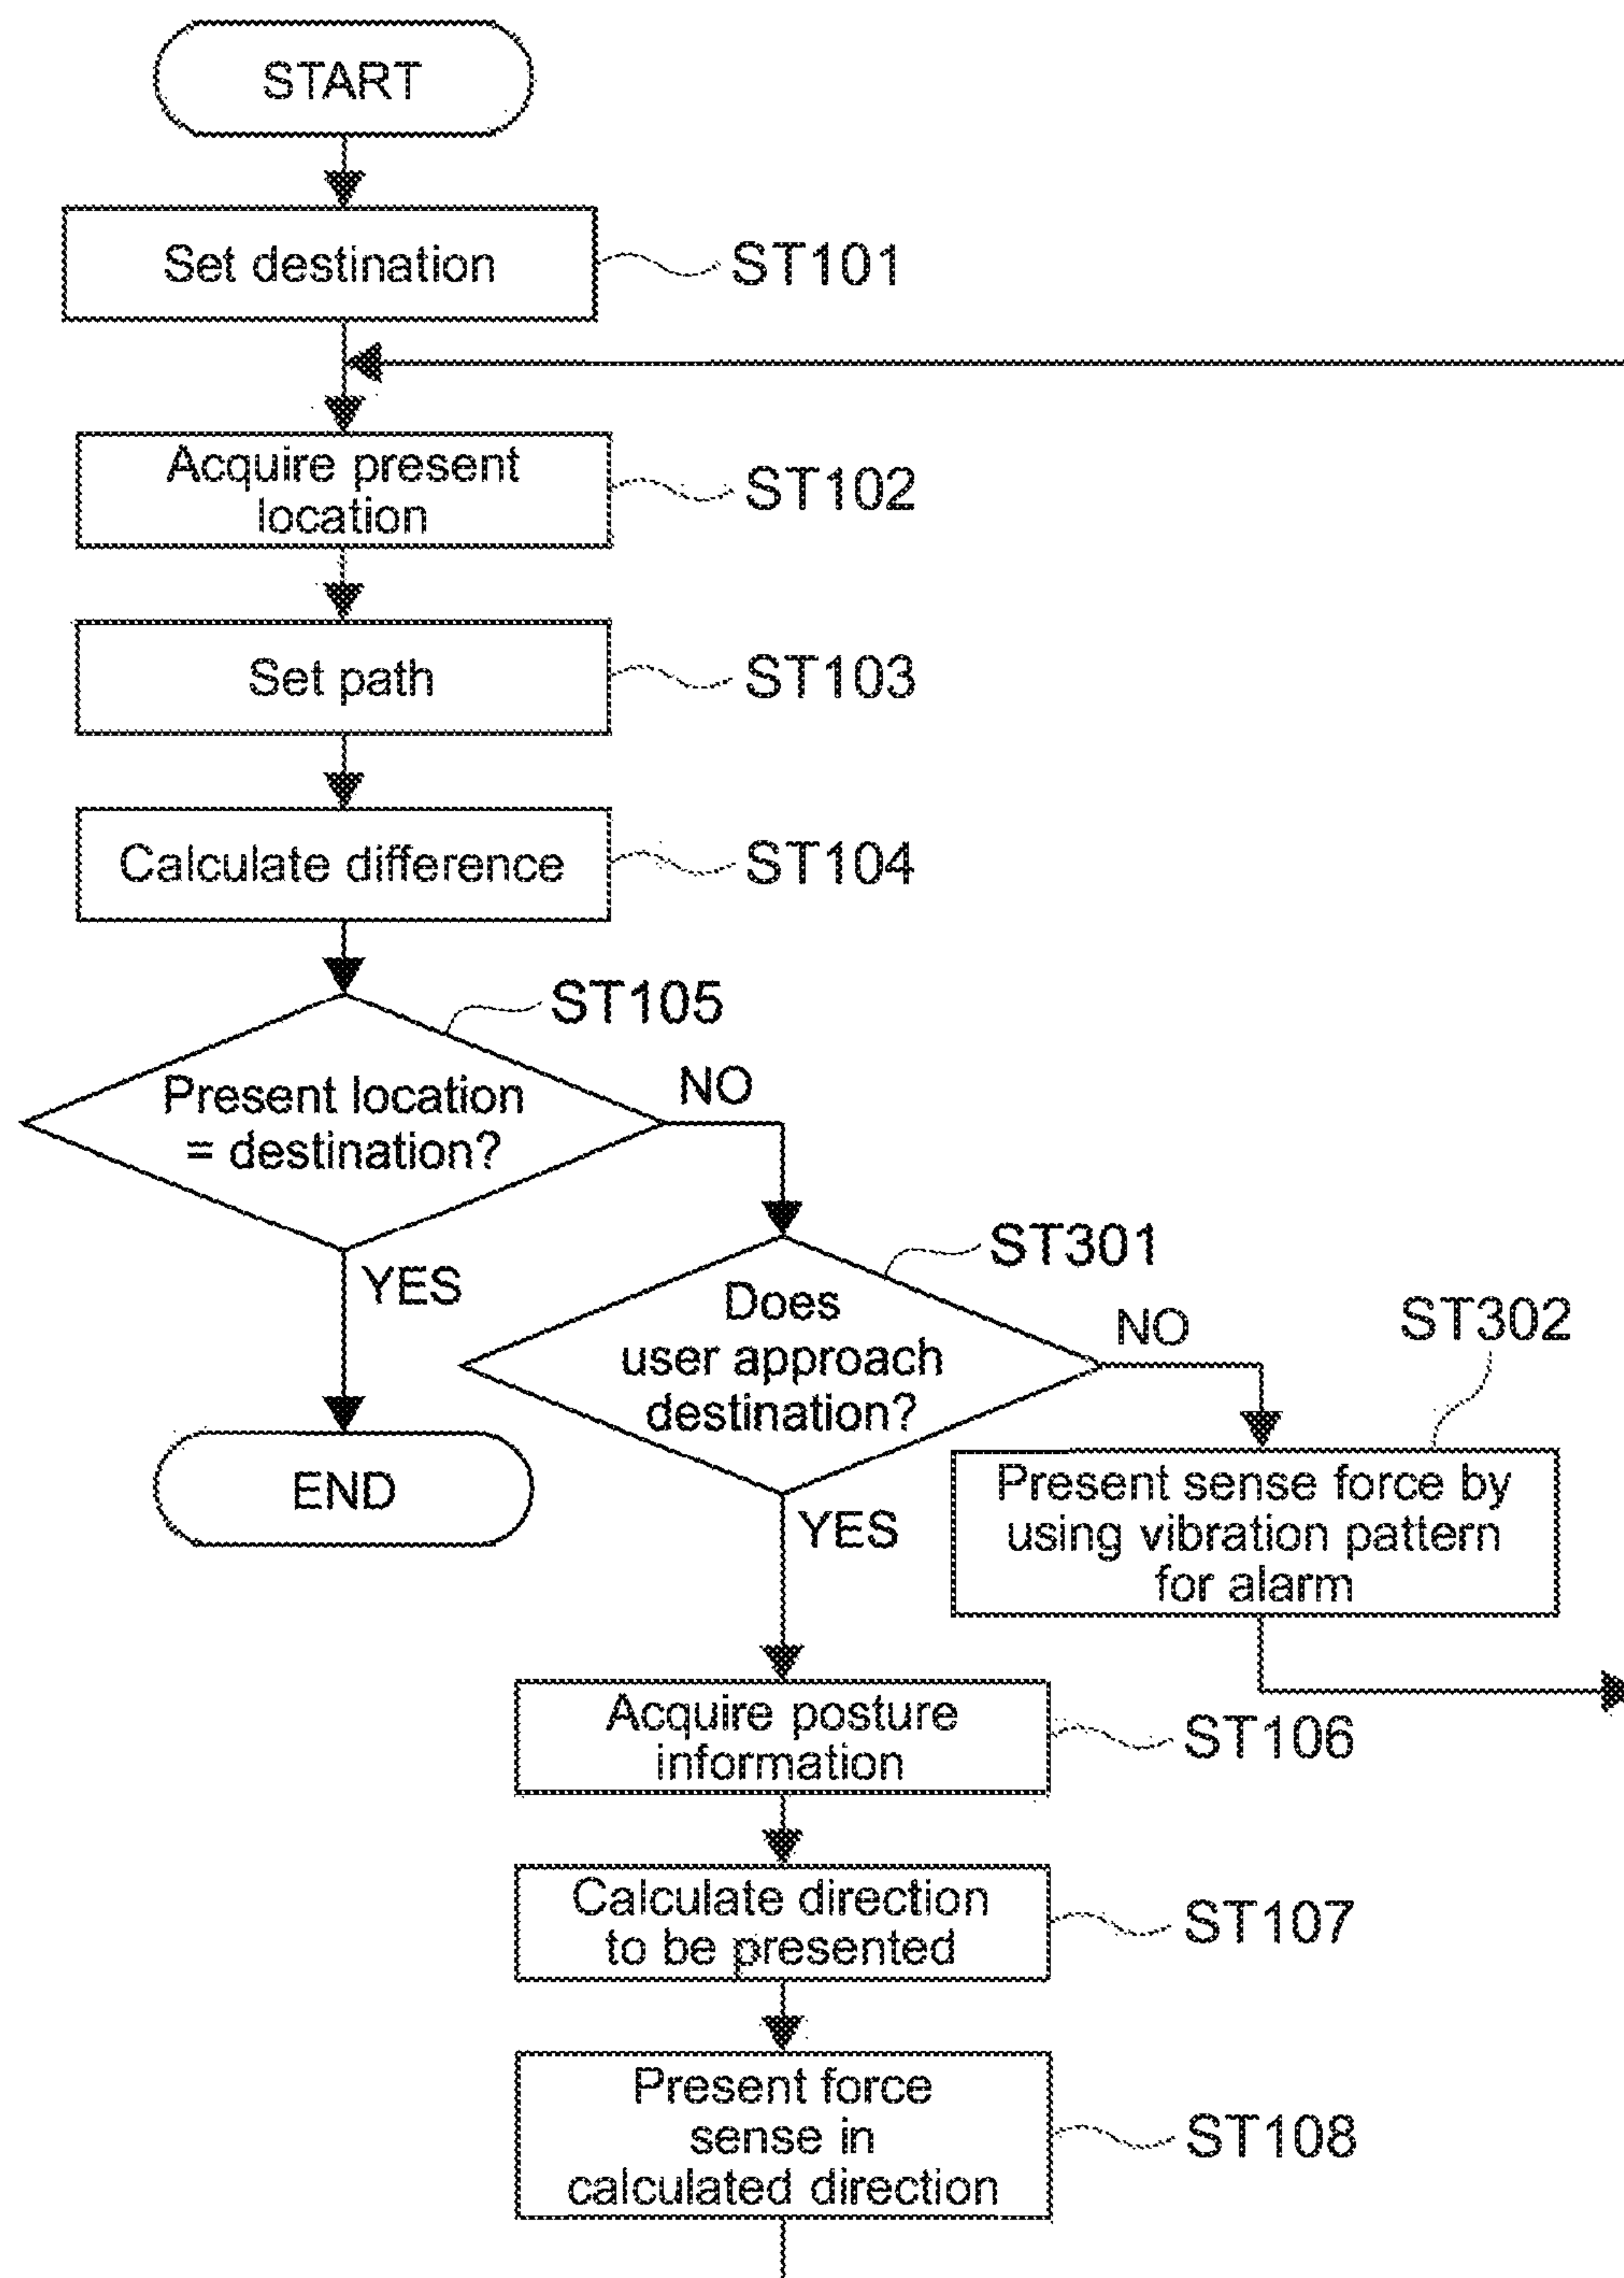 START
Set destination
ST101
Acquire present
location
ST102
Set path
ST103
Calculate difference
ST104
ST105
Present location
= destination?
NO
YES
END
ST301
Does
user approach
destination?
NO
YES
ST302
Present sense force by
using vibration pattern
for alarm
Acquire posture
information
ST106
Calculate direction
to be presented
ST107
Present force
sense in
calculated direction
ST108